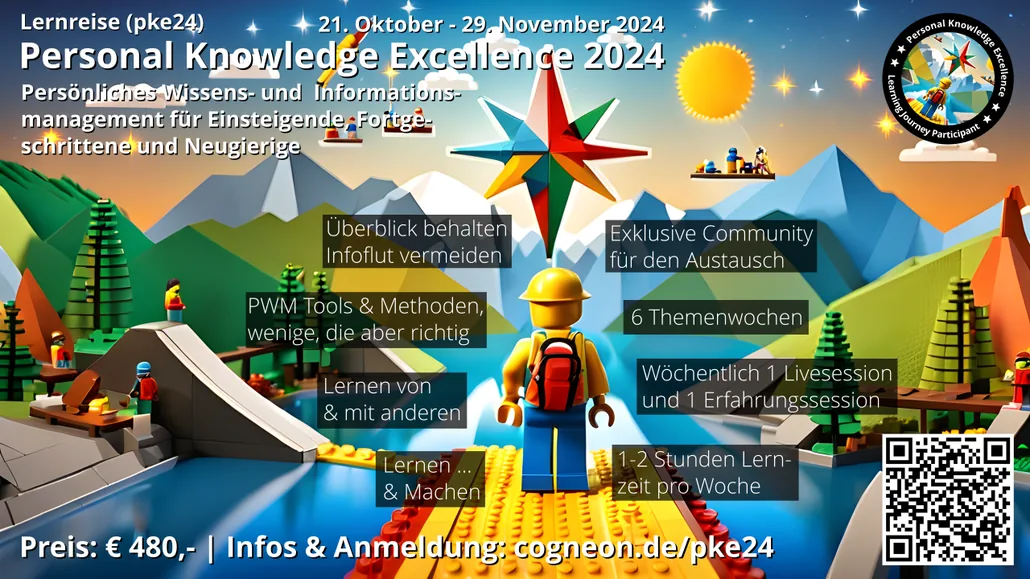 Lernreise (pke24)
21. Oktober - 29. November 2024
Personal Knowledge Excellence 2024
Persönliches Wissens- und Informations-
management für Einsteigende, Fortge-
schrittene und Neugierige
Personal Knowledge Excellence
Learning Journey Participant
Überblick behalten
Infoflut vermeiden
PWM Tools & Methoden,
wenige, die aber richtig
Lernen von
& mit anderen
Lernen ...
& Machen
Exklusive Community
für den Austausch
6 Themenwochen
Wöchentlich 1 Livesession
und 1 Erfahrungssession
1-2 Stunden Lern-
zeit pro Woche
Preis: € 480,- | Infos & Anmeldung: cogneon.de/pke24